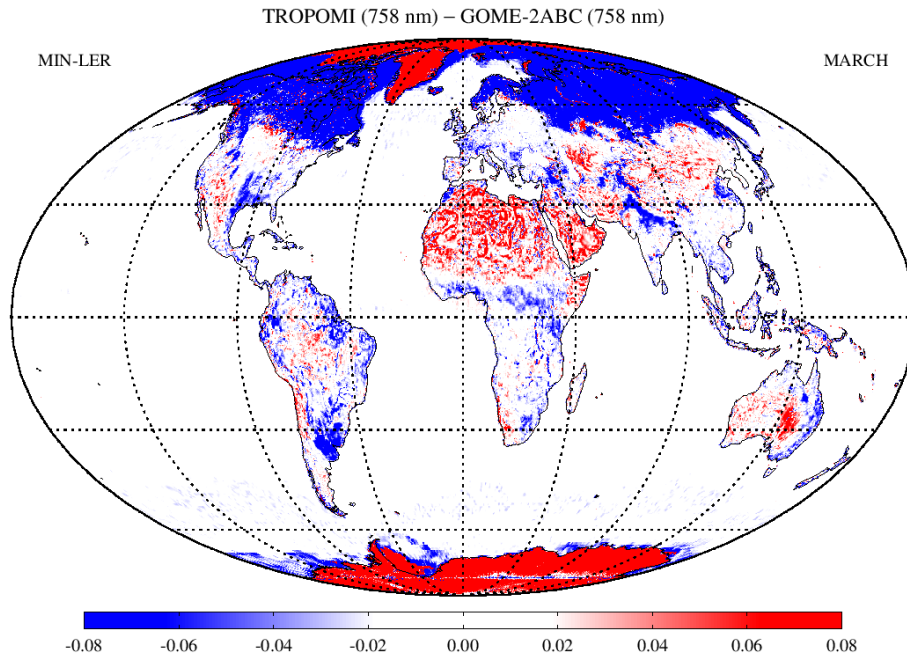 TROPOMI (758 nm) – GOME-2ABC (758 nm)
MIN-LER
MARCH
-0.08 -0.06 -0.04 -0.02 0.00 0.02 0.04 0.06 0.08